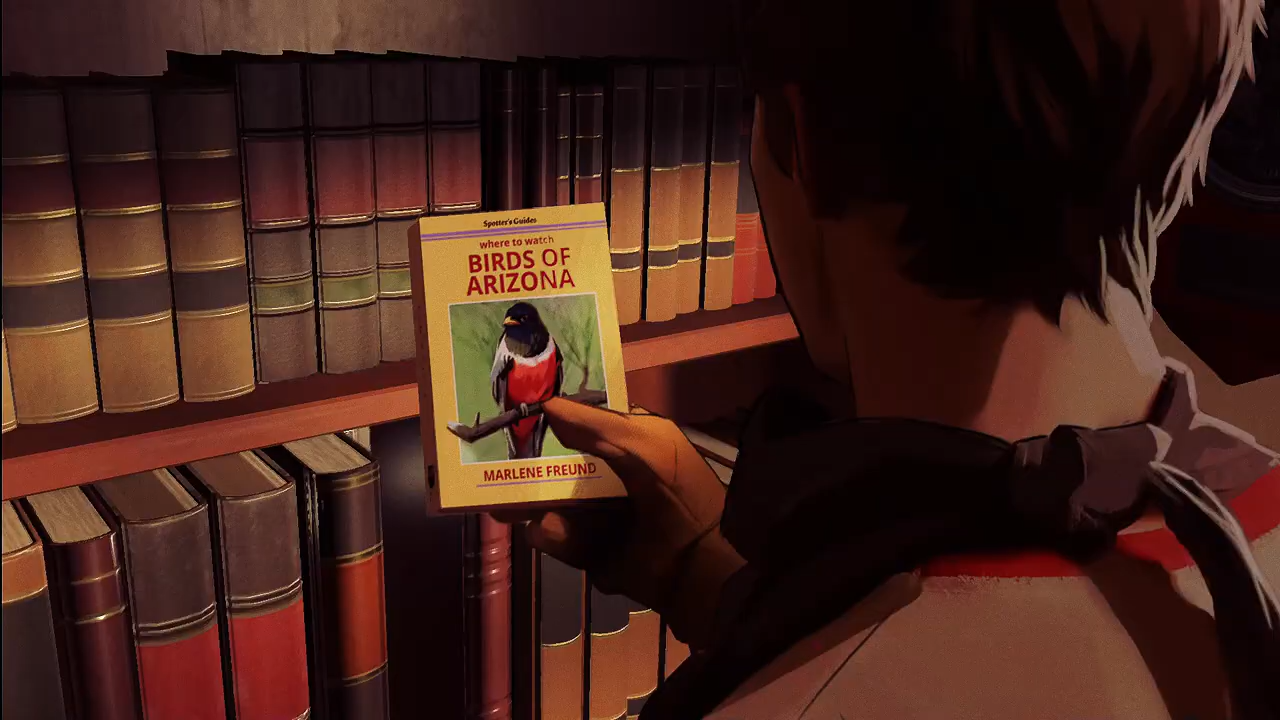 Spotter's Guides
where to watch
BIRDS OF
ARIZONA
MARLENE FREUND